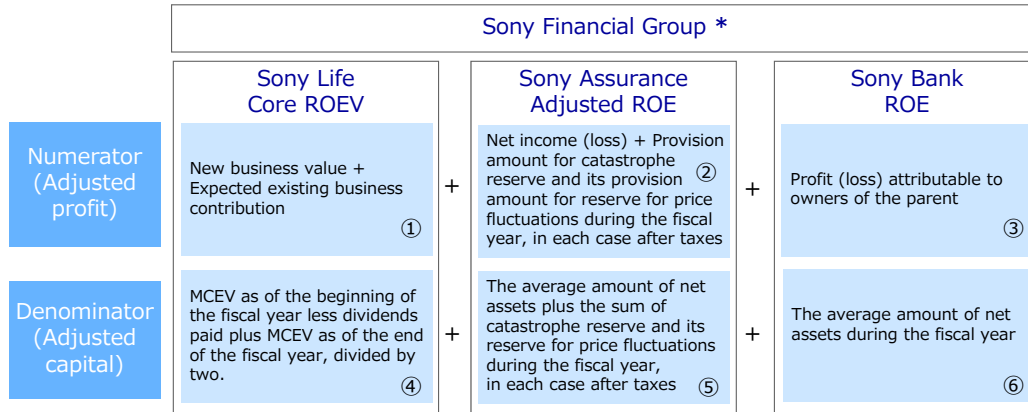 Sony Financial Group *
Sony Life
Core ROEV
Sony Assurance
Adjusted ROE
Sony Bank
ROE
Numerator
(Adjusted
profit)
New business value +
Expected existing business
contribution
①
+
Net income (loss) + Provision
amount for catastrophe
reserve and its provision ②
amount for reserve for price
fluctuations during the fiscal
year, in each case after taxes
+
Profit (loss) attributable to
owners of the parent
③
Denominator
(Adjusted
capital)
MCEV as of the beginning of
the fiscal year less dividends
paid plus MCEV as of the end
of the fiscal year, divided by
two.
④
+
The average amount of net
assets plus the sum of
catastrophe reserve and its
reserve for price fluctuations
during the fiscal year,
in each case after taxes ⑤
+
The average amount of net
assets during the fiscal year
⑥